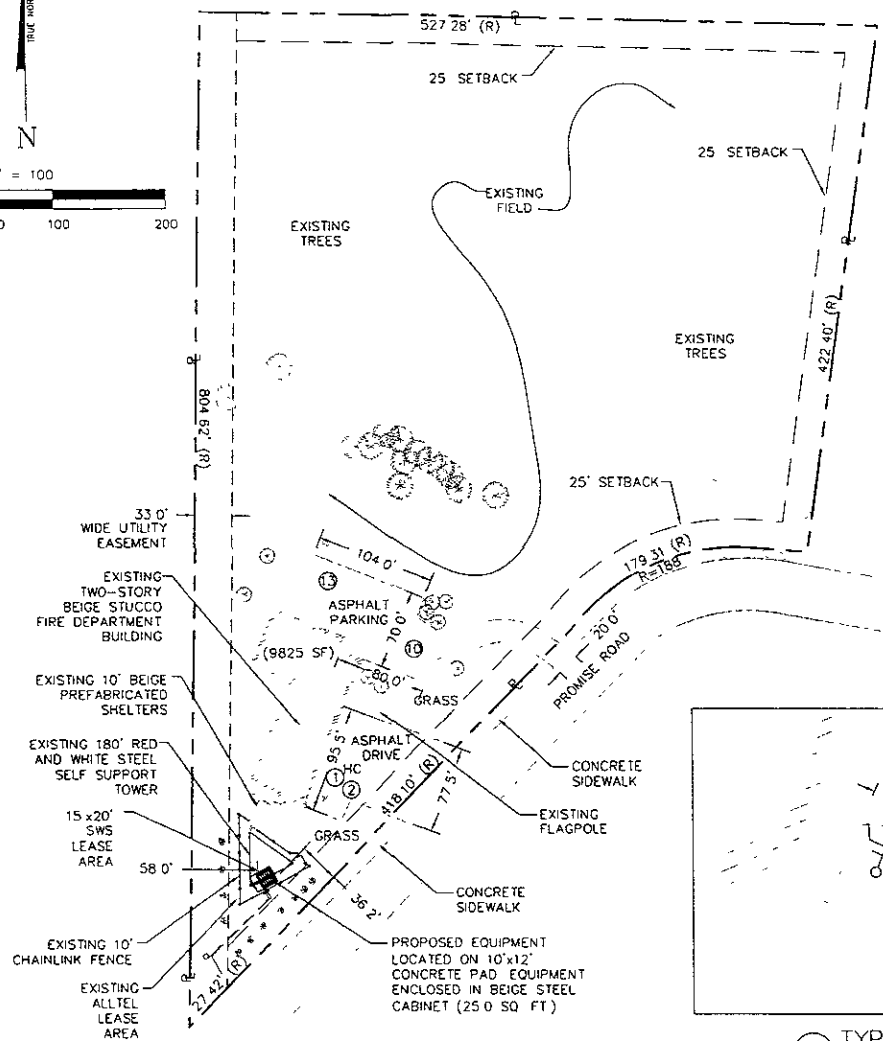 TRUE NOR
N
' = 100
0 100 200
527 28' (R)
25 SETBACK
25 SETBACK
EXISTING
FIELD
EXISTING
TREES
EXISTING
TREES
422 40' (R)
804 62' (R)
25' SETBACK
33 0'
WIDE UTILITY
EASEMENT
179 31 (R)
R=188'
104 0'
EXISTING
TWO-STORY
BEIGE STUCCO
FIRE DEPARTMENT
BUILDING
13
ASPHALT
PARKING
70 0'
10
(9825 SF)
80.0'
GRASS
20 0'
PROMISE ROAD
EXISTING 10' BEIGE
PREFABRICATED
SHELTERS
95 5'
ASPHALT
DRIVE
HC
1
2
418 10' (R)
77 5'
CONCRETE
SIDEWALK
EXISTING 180' RED
AND WHITE STEEL
SELF SUPPORT
TOWER
EXISTING
FLAGPOLE
15 x20'
SWS
LEASE
AREA
GRASS
58 0'
36 2'
CONCRETE
SIDEWALK
EXISTING 10'
CHAINLINK FENCE
PROPOSED EQUIPMENT
LOCATED ON 10'x12'
CONCRETE PAD EQUIPMENT
ENCLOSED IN BEIGE STEEL
CABINET (25 0 SQ FT)
27 42' (R)
EXISTING
ALLTEL
LEASE
AREA
TYP